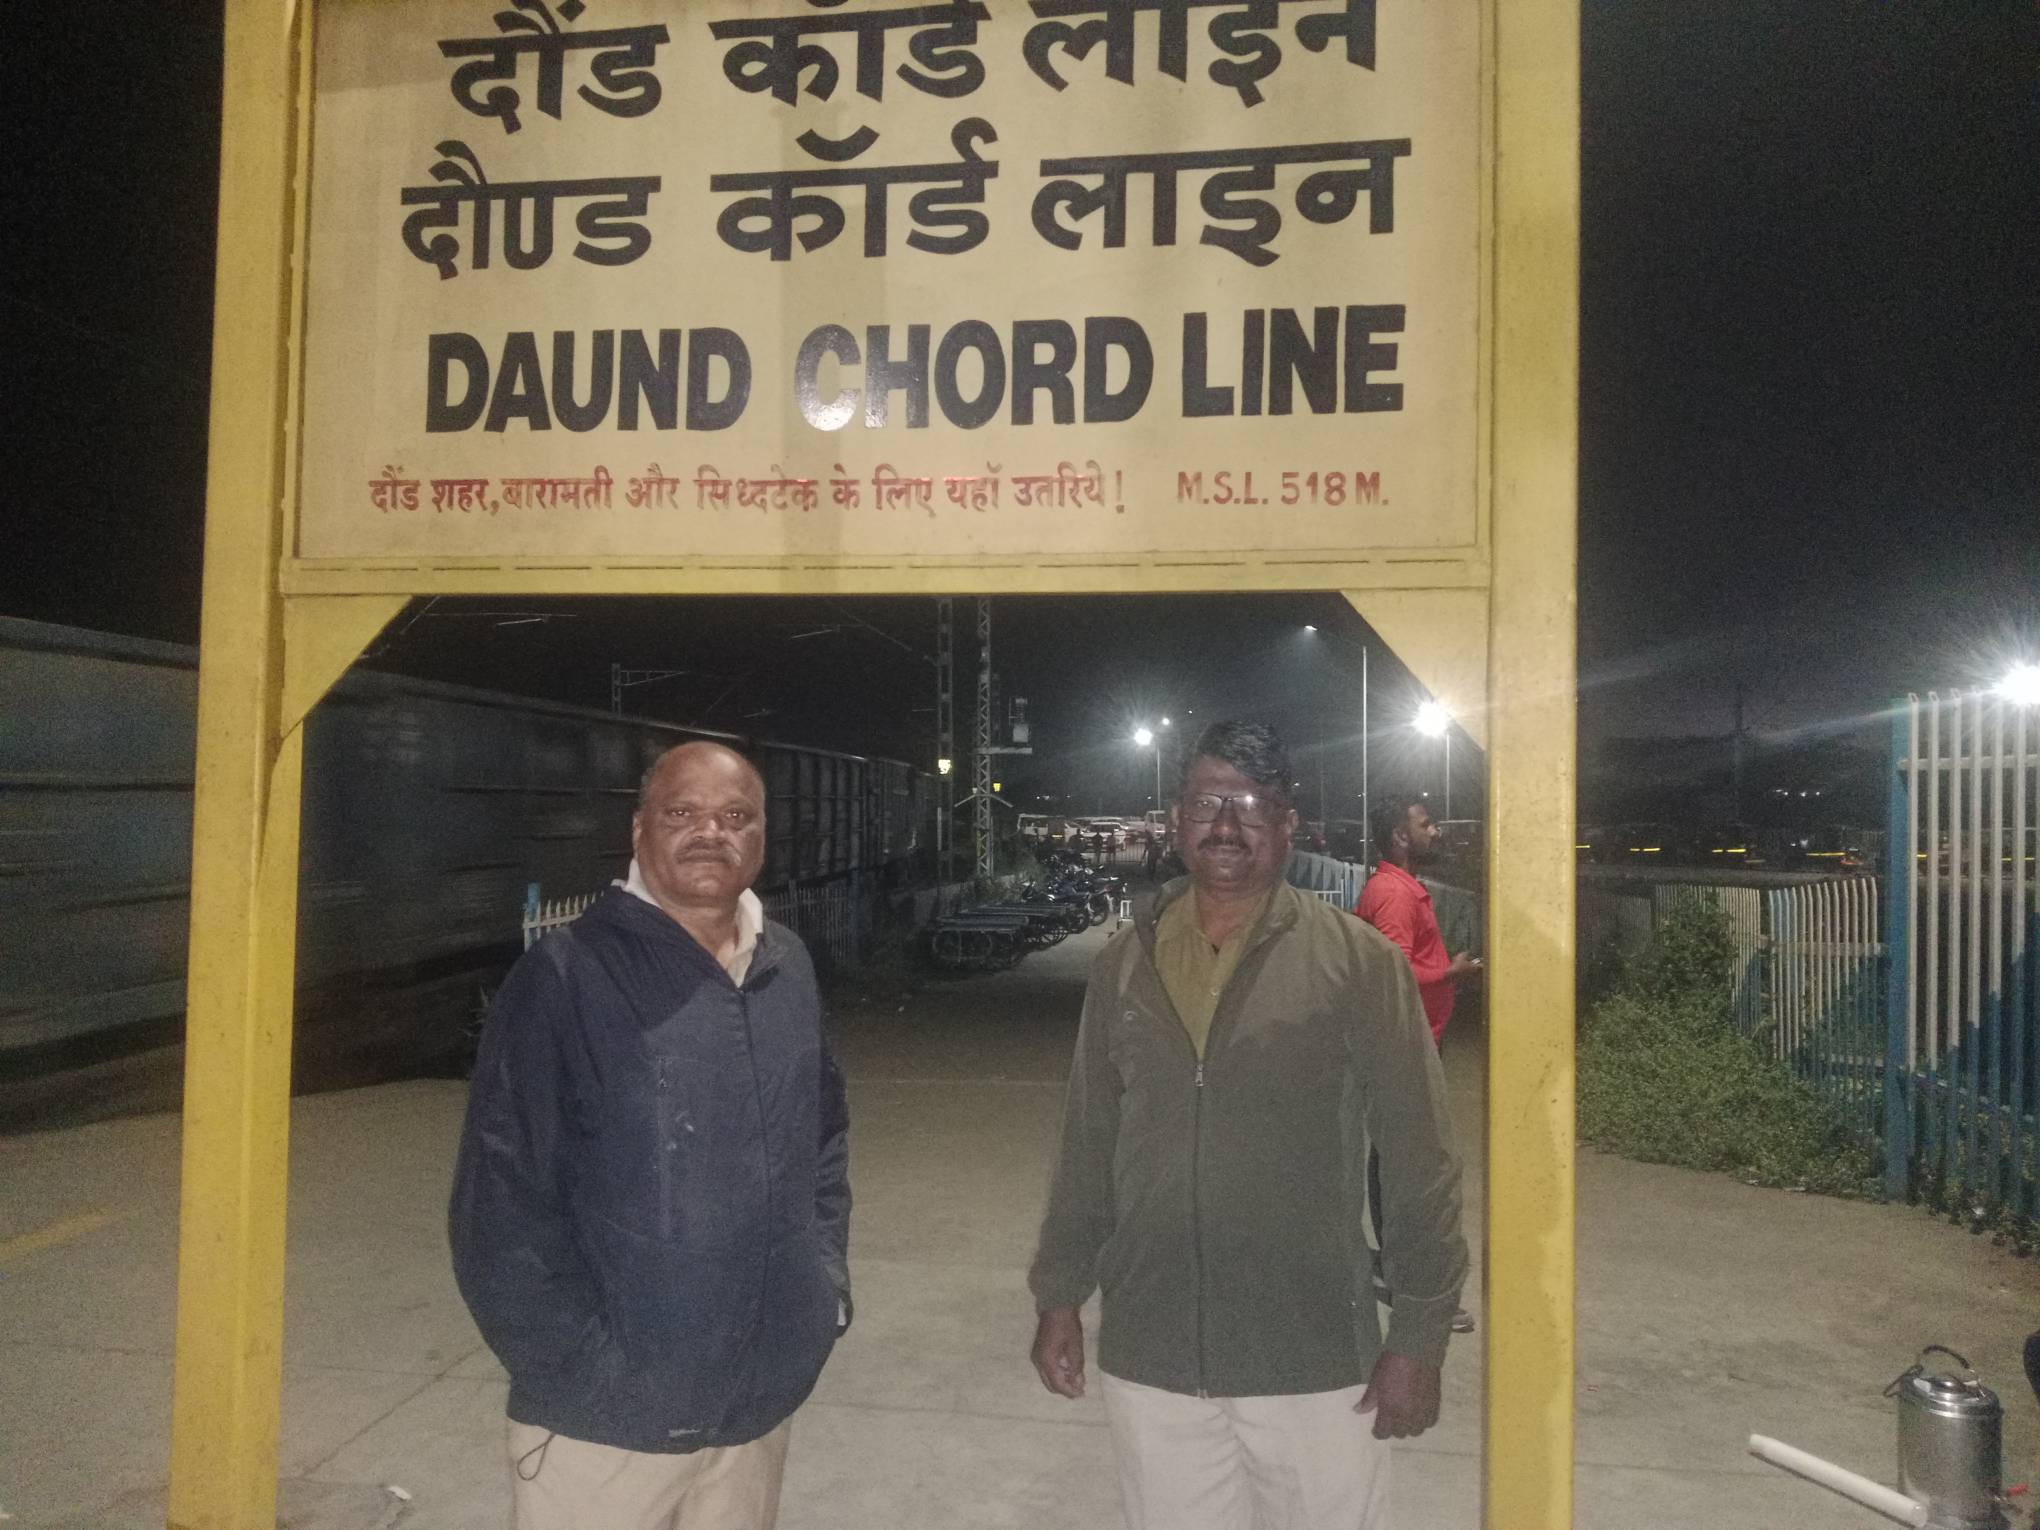 दौंड कॉर्ड लाइन
दौण्ड कॉर्ड लाइन
DAUND CHORD LINE
दौंड शहर,बारामती और सिध्दटेक के लिए यहाॅ उतरिये! M.S.L. 518 M.